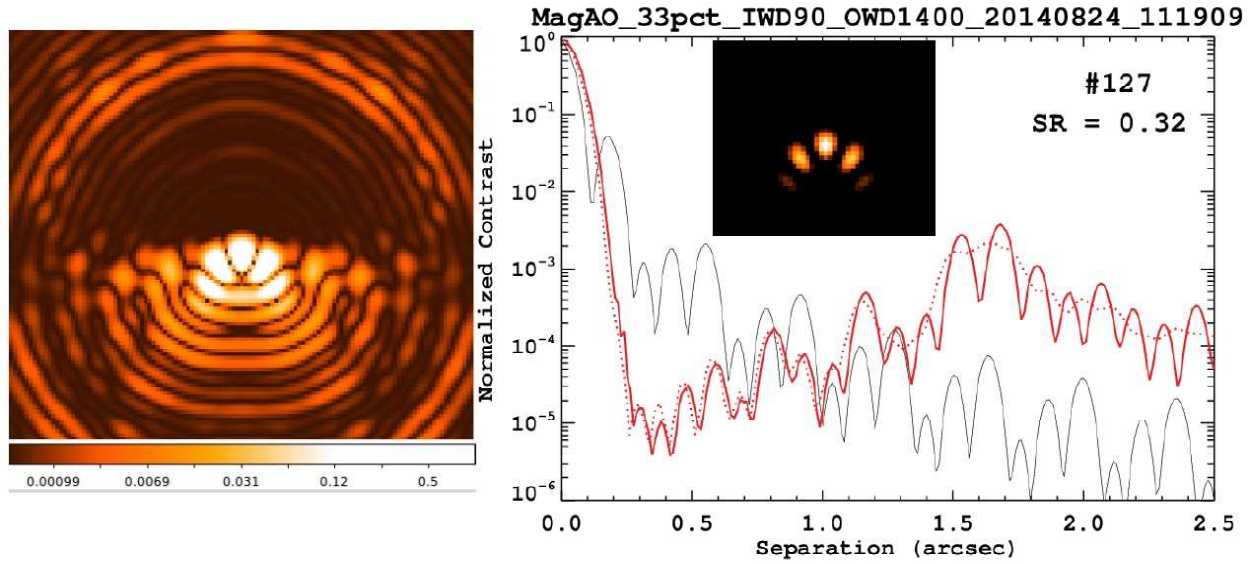 MagAO_33pct_IWD90_OWD1400_20140824_111909
10⁰
10⁻¹
10⁻²
10⁻³
10⁻⁴
10⁻⁵
10⁻⁶
Normalized Contrast
#127
SR = 0.32
0.0 0.5 1.0 1.5 2.0 2.5
Separation (arcsec)
0.00099 0.0069 0.031 0.12 0.5